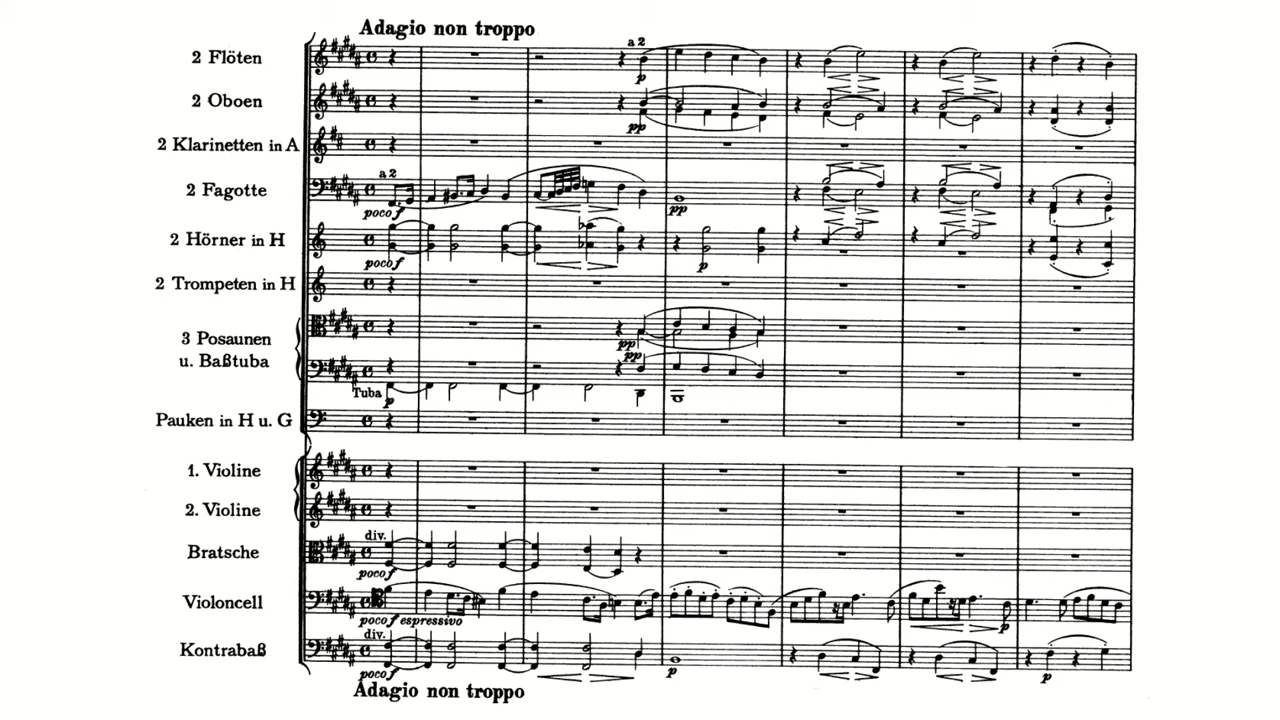 Adagio non troppo
2 Flöten
a 2
p
2 Oboen
pp
2 Klarinetten in A
a 2
2 Fagotte
poco f
pp
2 Hörner in H
poco f
p
2 Trompeten in H
3 Posaunen
u. Baßtuba
pp
pp
Tuba
p
Pauken in H u. G
1. Violine
2. Violine
div.
Bratsche
poco f
Violoncell
poco f espressivo
p
div.
Kontrabaß
poco f
p
p
Adagio non troppo